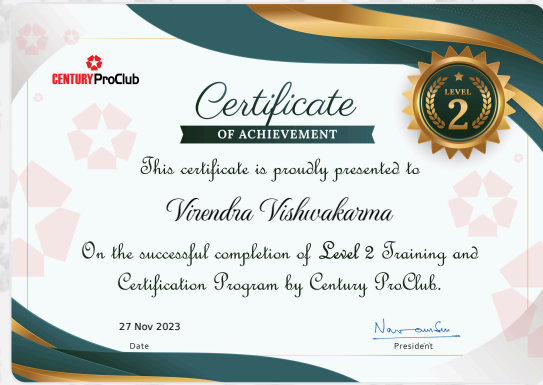 CENTURY ProClub
Certificate
OF ACHIEVEMENT
LEVEL
2
This certificate is proudly presented to
Virendra Vishwakarma
On the successful completion of Level 2 Training and
Certification Program by Century ProClub.
27 Nov 2023
Date
President